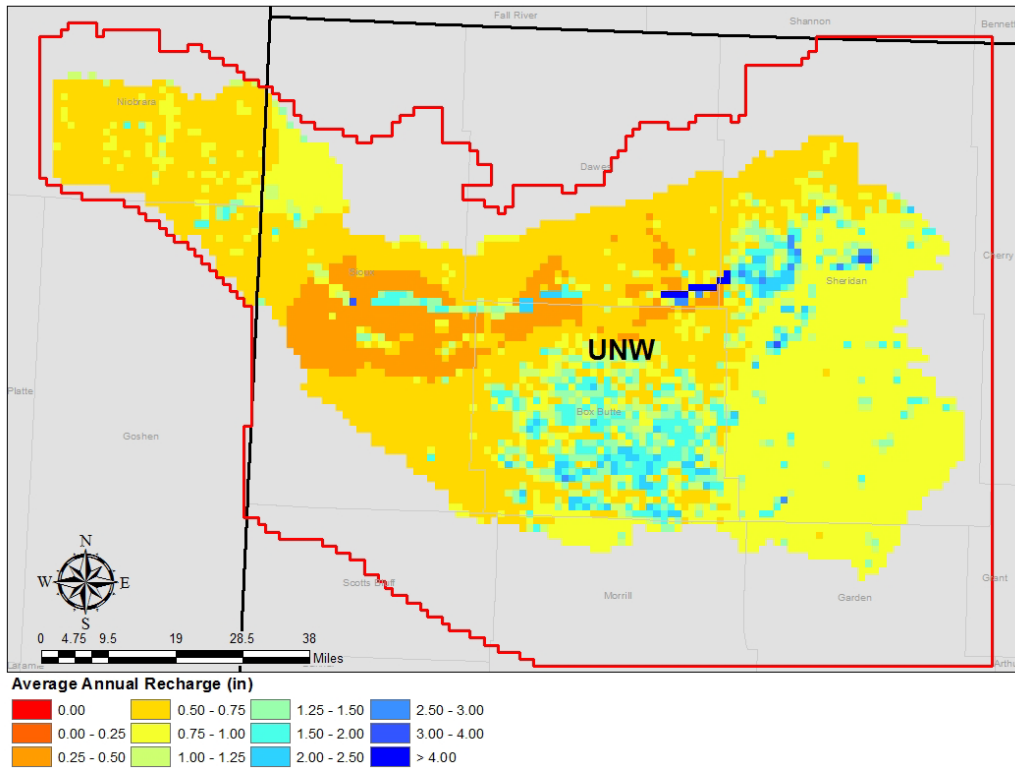 Fall River
Shannon
Bennett
Niobrara
Dawes
Cherry
Sioux
Sheridan
UNW
Platte
Box Butte
Goshen
N
W E
S
Scotts Bluff
Morrill
Garden
Grant
0 4.75 9.5 19 28.5 38
Miles
Laramie
Arthu
Average Annual Recharge (in)
0.00 0.50 - 0.75 1.25 - 1.50 2.50 - 3.00
0.00 - 0.25 0.75 - 1.00 1.50 - 2.00 3.00 - 4.00
0.25 - 0.50 1.00 - 1.25 2.00 - 2.50 > 4.00